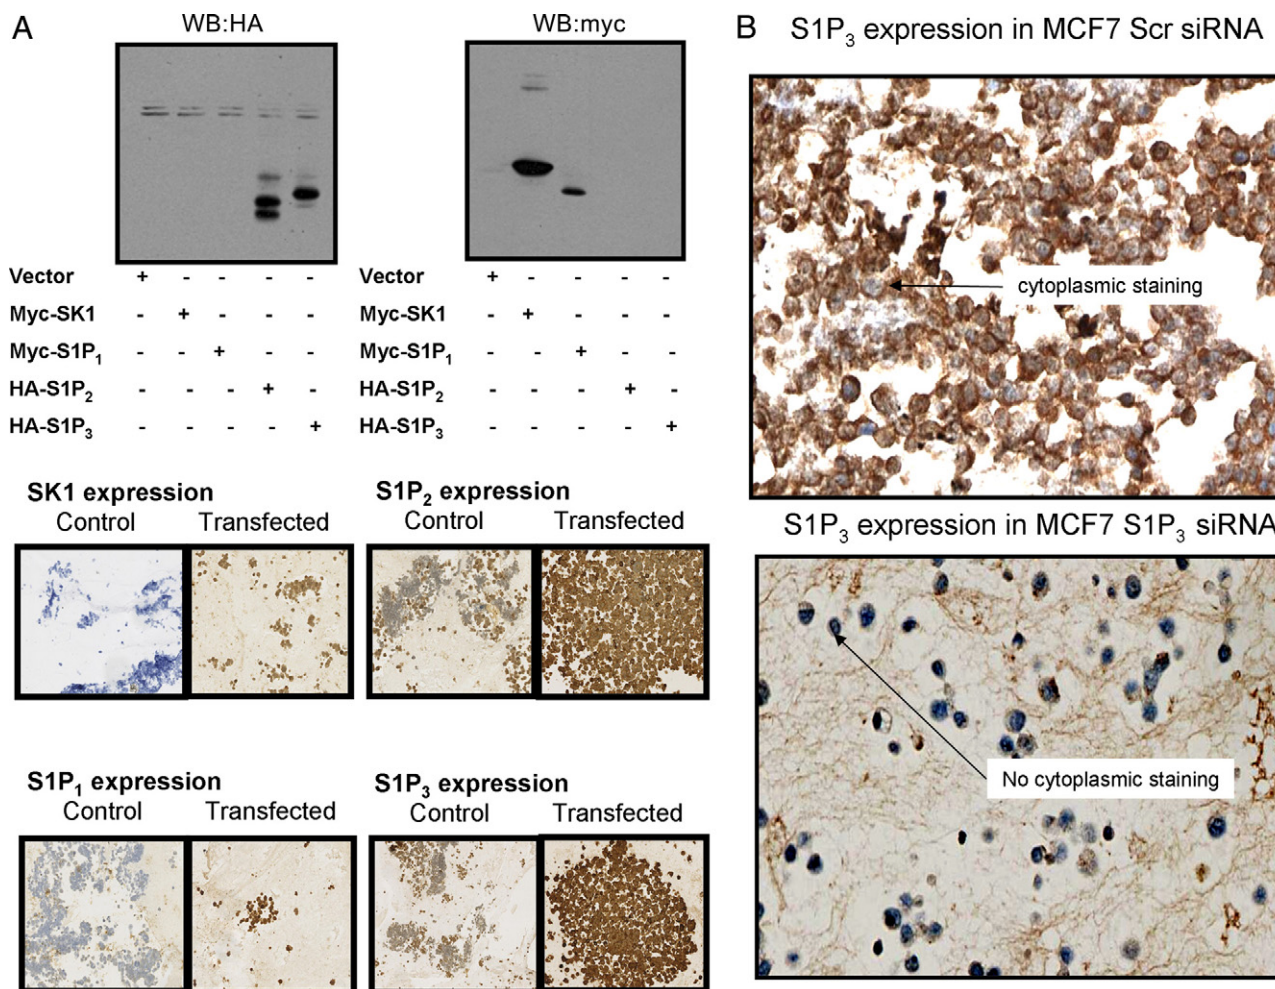 A
WB:HA
WB:myc
Vector + - - - -
Myc-SK1 - + - - -
Myc-S1P1 - - + - -
HA-S1P2 - - - + -
HA-S1P3 - - - - +
Vector + - - - -
Myc-SK1 - + - - -
Myc-S1P1 - - + - -
HA-S1P2 - - - + -
HA-S1P3 - - - - +
SK1 expression
Control Transfected
S1P2 expression
Control Transfected
S1P1 expression
Control Transfected
S1P3 expression
Control Transfected
B
S1P3 expression in MCF7 Scr siRNA
cytoplasmic staining
S1P3 expression in MCF7 S1P3 siRNA
No cytoplasmic staining